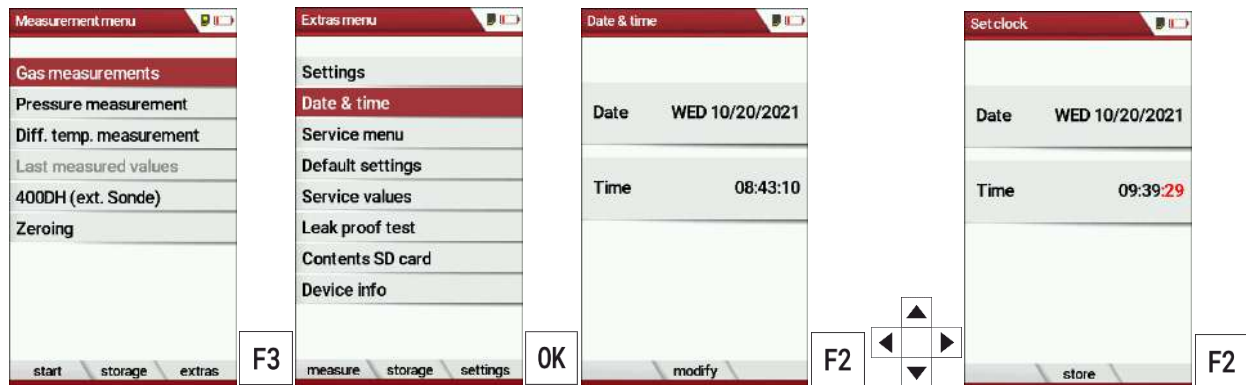 Measurement menu
Gas measurements
Pressure measurement
Diff. temp. measurement
Last measured values
400DH (ext. Sonde)
Zeroing
start storage extras
F3
Extras menu
Settings
Date & time
Service menu
Default settings
Service values
Leak proof test
Contents SD card
Device info
measure storage settings
OK
Date & time
Date WED 10/20/2021
Time 08:43:10
modify
F2
Set clock
Date WED 10/20/2021
Time 09:39:29
store
F2